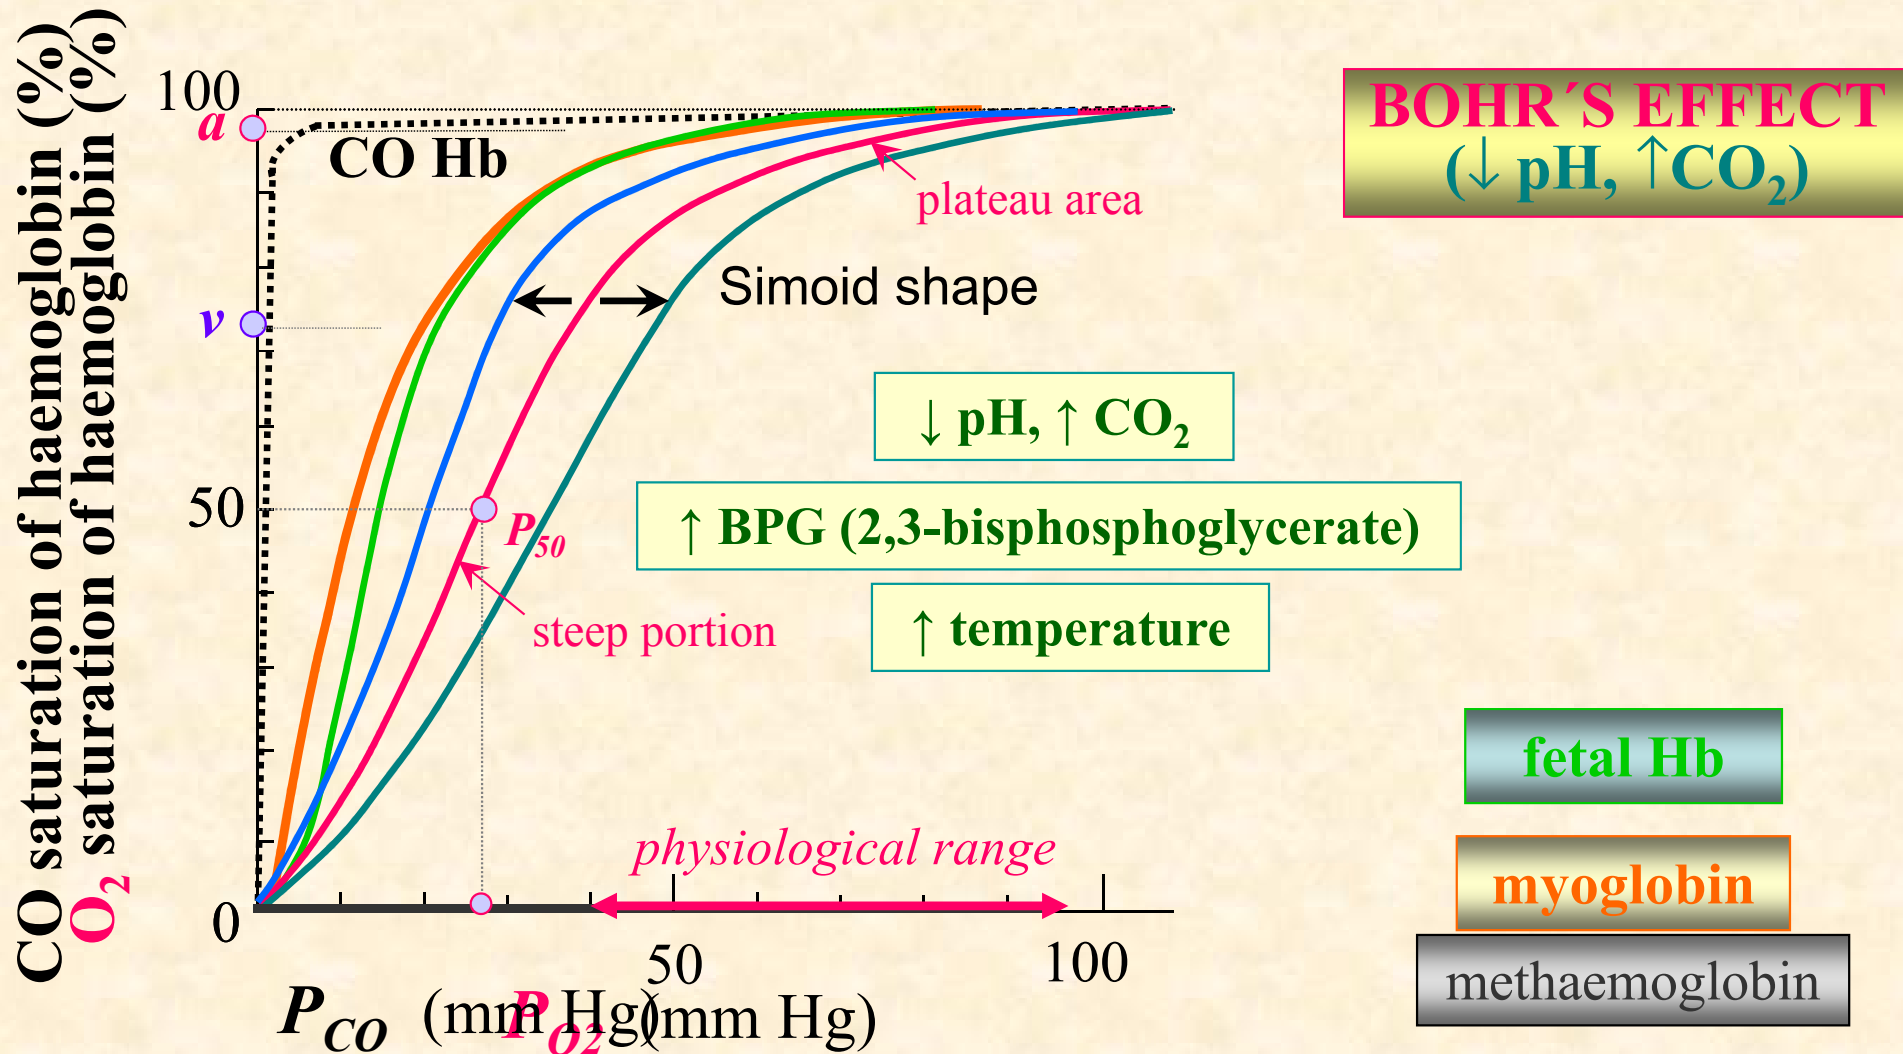 CO saturation of haemoglobin (%)
O₂ saturation of haemoglobin (%)
100
a
CO Hb
v
50
0
plateau area
Simoid shape
P₅₀
steep portion
physiological range
50
100
P_CO (mm Hg)
P_O2 (mm Hg)
↓ pH, ↑ CO₂
↑ BPG (2,3-bisphosphoglycerate)
↑ temperature
BOHR´S EFFECT
(↓ pH, ↑CO₂)
fetal Hb
myoglobin
methaemoglobin